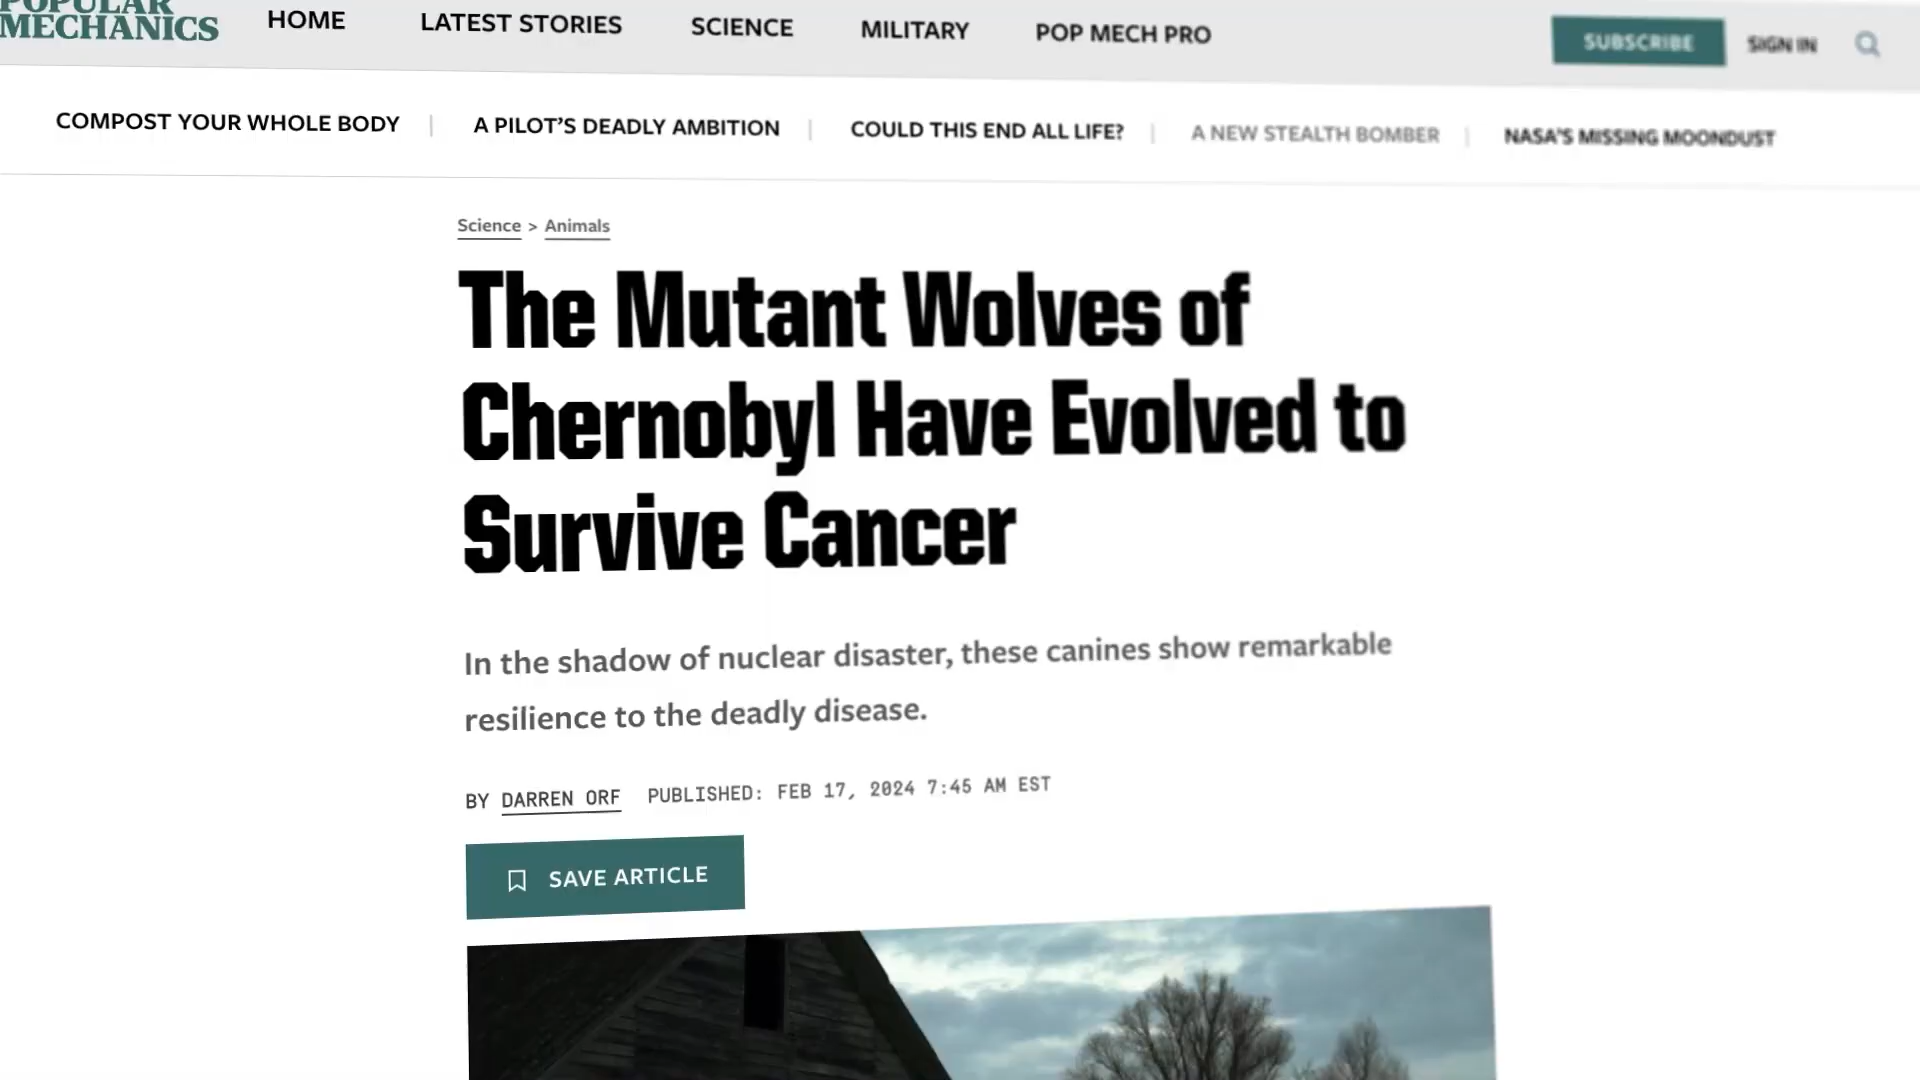 POPULAR
MECHANICS
HOME
LATEST STORIES
SCIENCE
MILITARY
POP MECH PRO
SUBSCRIBE
SIGN IN
COMPOST YOUR WHOLE BODY
A PILOT’S DEADLY AMBITION
COULD THIS END ALL LIFE?
A NEW STEALTH BOMBER
NASA’S MISSING MOONDUST
Science > Animals
The Mutant Wolves of
Chernobyl Have Evolved to
Survive Cancer
In the shadow of nuclear disaster, these canines show remarkable
resilience to the deadly disease.
BY DARREN ORF PUBLISHED: FEB 17, 2024 7:45 AM EST
SAVE ARTICLE